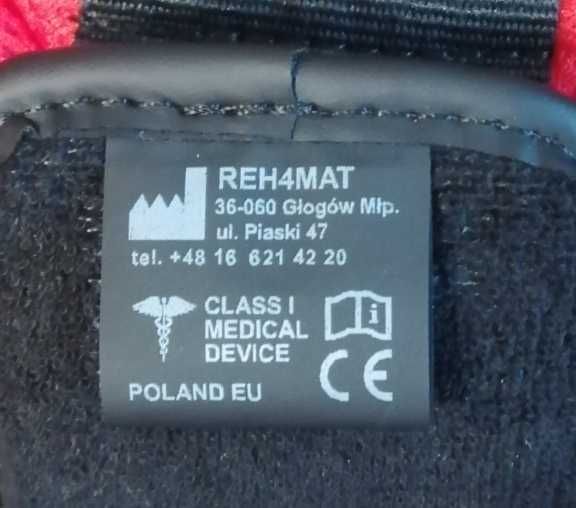 REH4MAT
36-060 Głogów Młp.
ul. Piaski 47
tel. +48 16 621 42 20
CLASS I
MEDICAL
DEVICE
i
CE
POLAND EU